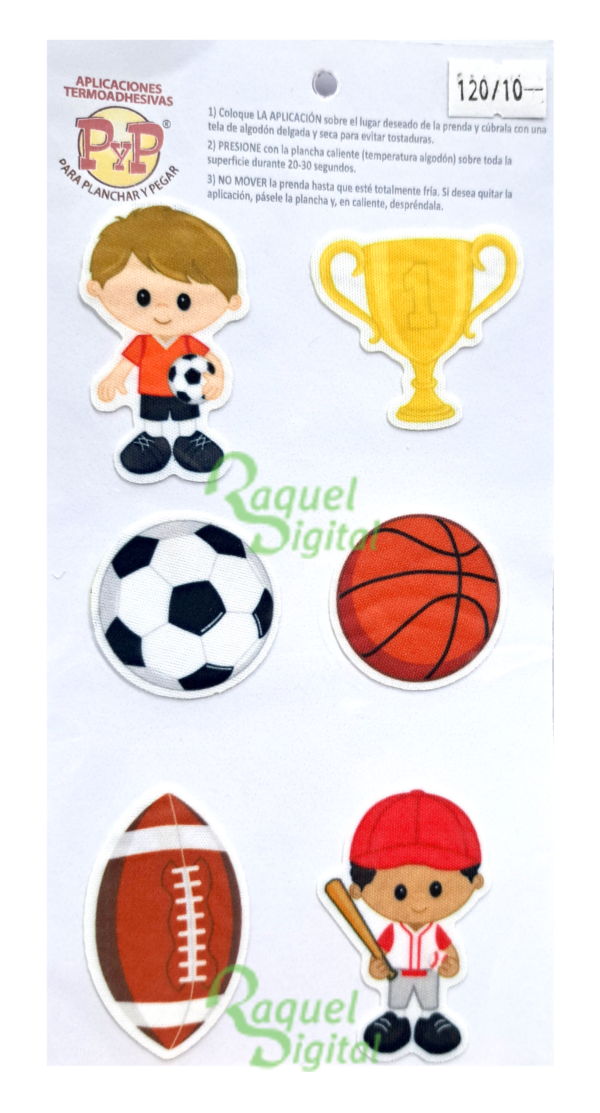 APLICACIONES
TERMOADHESIVAS
PyP®
PARA PLANCHAR Y PEGAR
120/10
1) Coloque LA APLICACIÓN sobre el lugar deseado de la prenda y cúbrala con una
tela de algodón delgada y seca para evitar tostaduras.
2) PRESIONE con la plancha caliente (temperatura algodón) sobre toda la
superficie durante 20-30 segundos.
3) NO MOVER la prenda hasta que esté totalmente fría. Si desea quitar la
aplicación, pásele la plancha y, en caliente, despréndala.
1
Raquel
Digital
Raquel
Digital